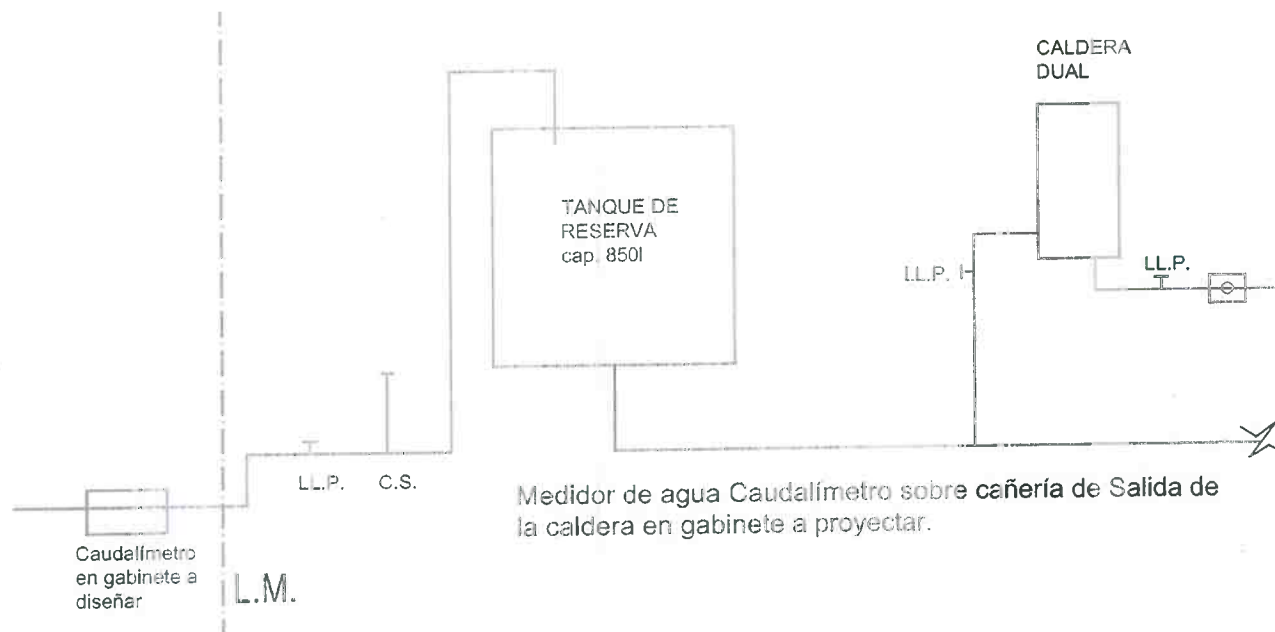 CALDERA
DUAL
TANQUE DE
RESERVA
cap. 850l
LL.P.
LL.P.
LL.P.
C.S.
Medidor de agua Caudalímetro sobre cañería de Salida de
la caldera en gabinete a proyectar.
Caudalímetro
en gabinete a
diseñar
L.M.